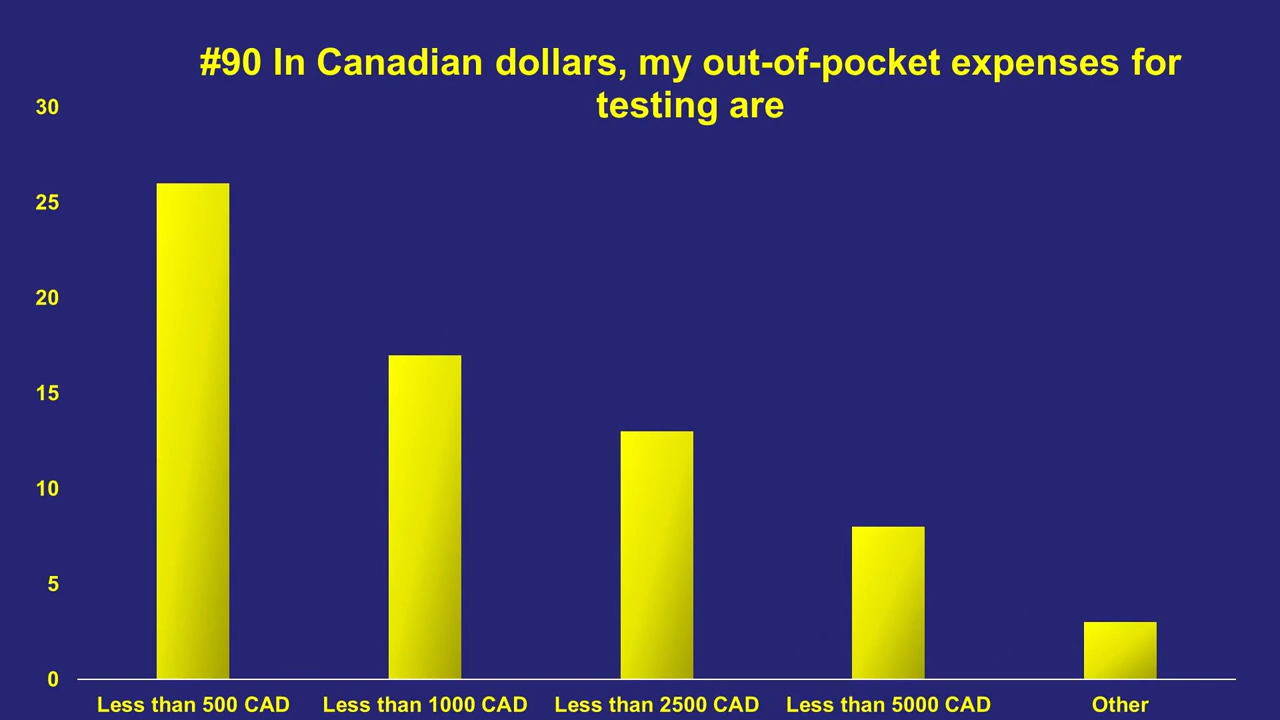 #90 In Canadian dollars, my out-of-pocket expenses for
testing are
30
25
20
15
10
5
0
Less than 500 CAD
Less than 1000 CAD
Less than 2500 CAD
Less than 5000 CAD
Other